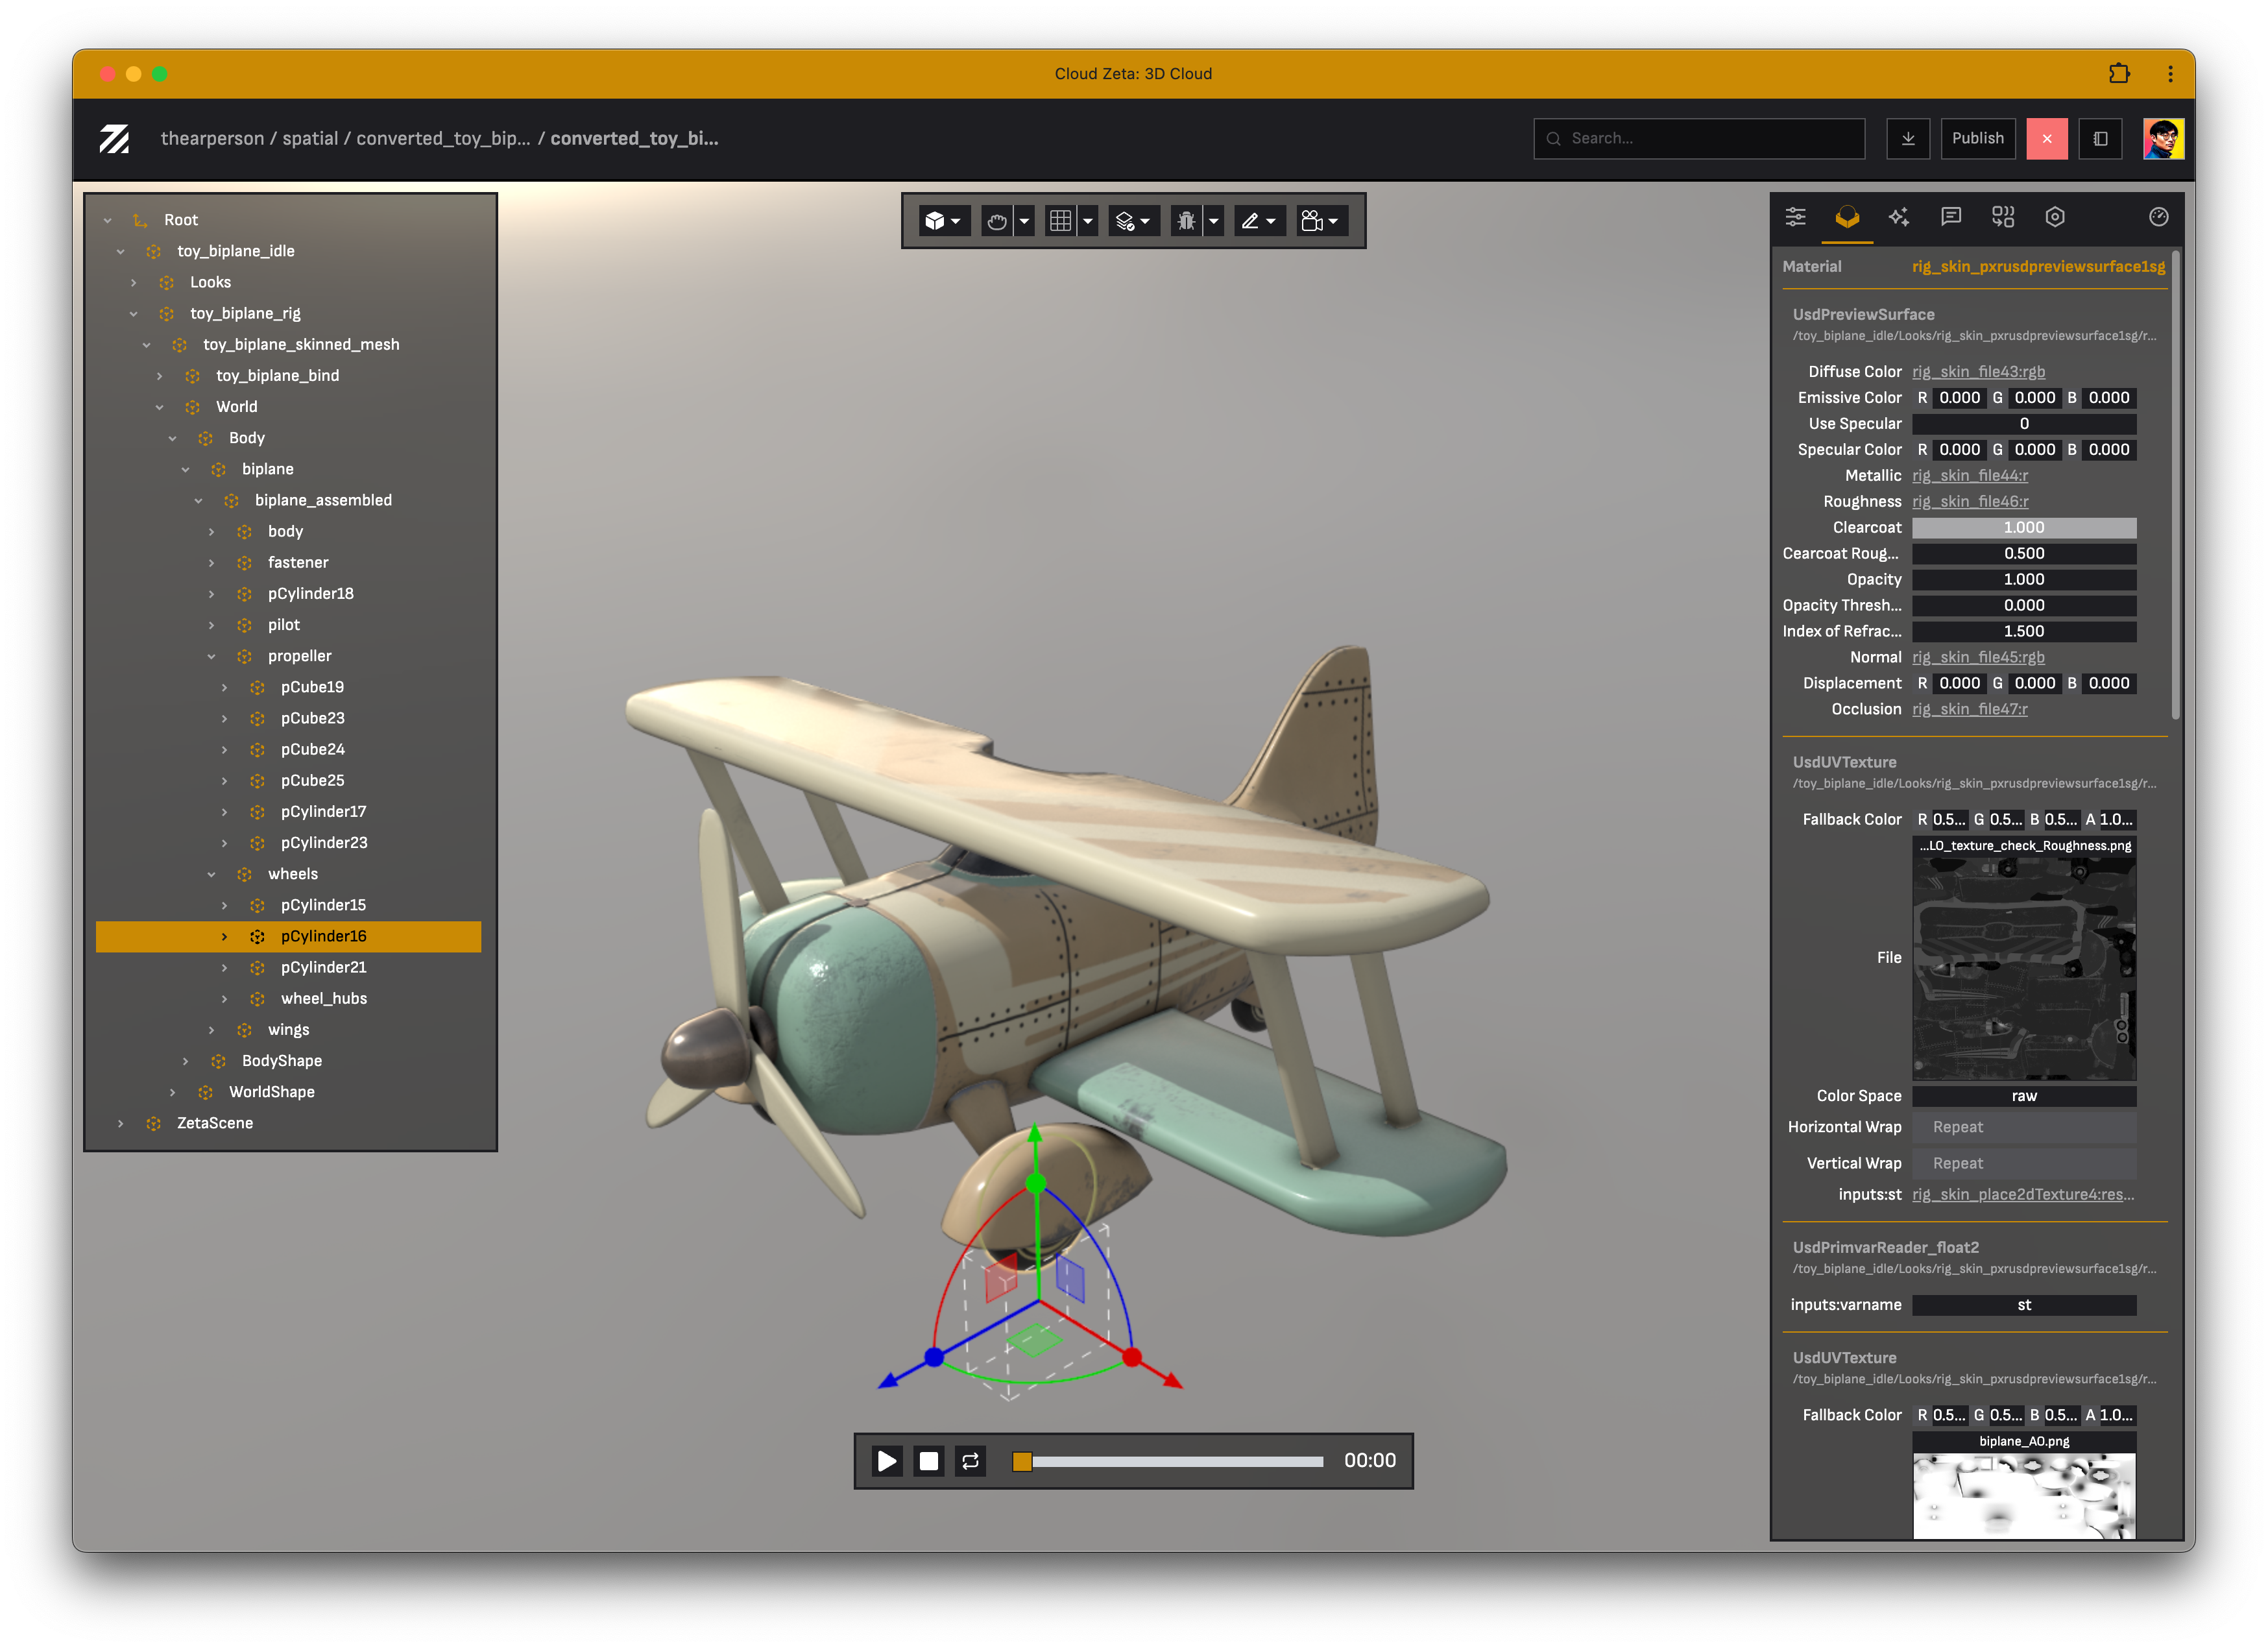 Cloud Zeta: 3D Cloud
thearperson / spatial / converted_toy_bip... / converted_toy_bi...
Search...
Publish
Root
toy_biplane_idle
Looks
toy_biplane_rig
toy_biplane_skinned_mesh
toy_biplane_bind
World
Body
biplane
biplane_assembled
body
fastener
pCylinder18
pilot
propeller
pCube19
pCube23
pCube24
pCube25
pCylinder17
pCylinder23
wheels
pCylinder15
pCylinder16
pCylinder21
wheel_hubs
wings
BodyShape
WorldShape
ZetaScene
00:00
Material rig_skin_pxrusdpreviewsurface1sg
UsdPreviewSurface
/toy_biplane_idle/Looks/rig_skin_pxrusdpreviewsurface1sg/r...
Diffuse Color rig_skin_file43:rgb
Emissive Color R 0.000 G 0.000 B 0.000
Use Specular 0
Specular Color R 0.000 G 0.000 B 0.000
Metallic rig_skin_file44:r
Roughness rig_skin_file46:r
Clearcoat 1.000
Cearcoat Roug... 0.500
Opacity 1.000
Opacity Thresh... 0.000
Index of Refrac... 1.500
Normal rig_skin_file45:rgb
Displacement R 0.000 G 0.000 B 0.000
Occlusion rig_skin_file47:r
UsdUVTexture
/toy_biplane_idle/Looks/rig_skin_pxrusdpreviewsurface1sg/r...
Fallback Color R 0.5... G 0.5... B 0.5... A 1.0...
...LO_texture_check_Roughness.png
File
Color Space raw
Horizontal Wrap Repeat
Vertical Wrap Repeat
inputs:st rig_skin_place2dTexture4:res...
UsdPrimvarReader_float2
/toy_biplane_idle/Looks/rig_skin_pxrusdpreviewsurface1sg/r...
inputs:varname st
UsdUVTexture
/toy_biplane_idle/Looks/rig_skin_pxrusdpreviewsurface1sg/r...
Fallback Color R 0.5... G 0.5... B 0.5... A 1.0...
biplane_AO.png